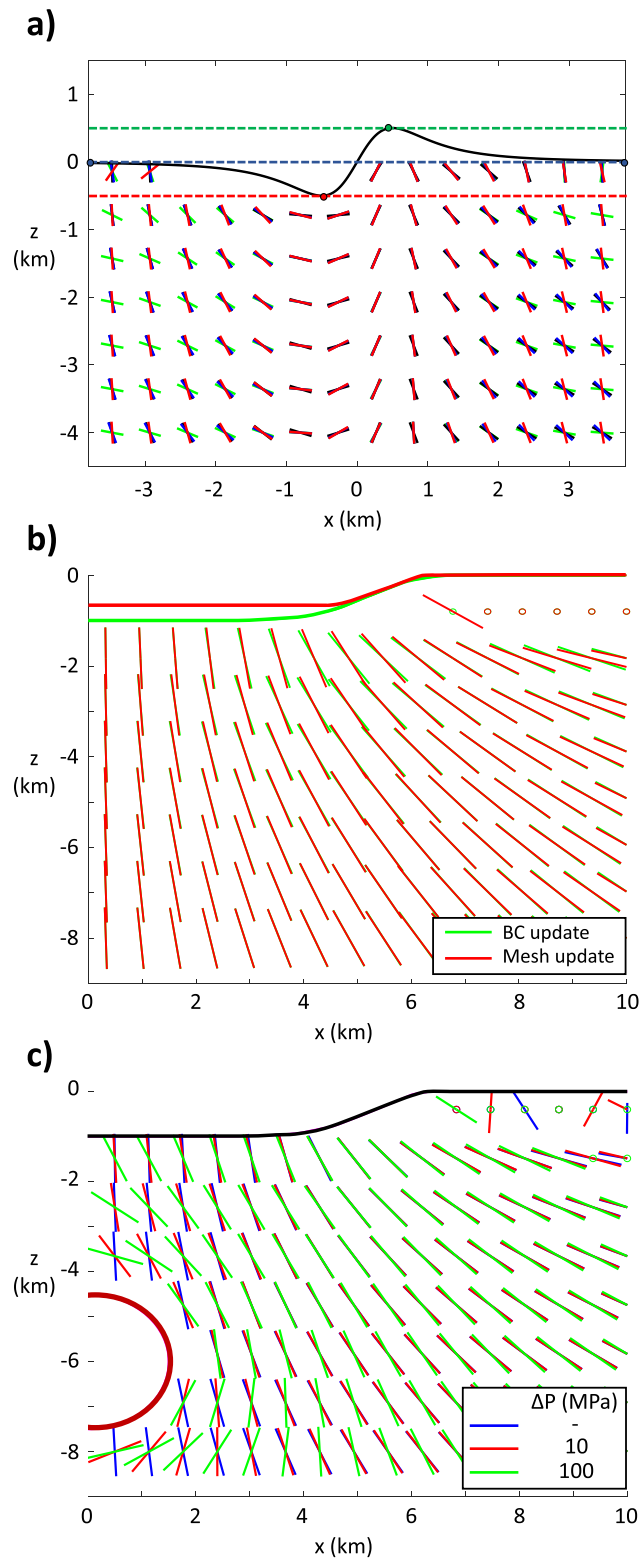 a)
1
0
-1
-2
-3
-4
z
(km)
-3 -2 -1 0 1 2 3
x (km)
b)
0
-2
-4
-6
-8
z
(km)
BC update
Mesh update
0 2 4 6 8 10
x (km)
c)
0
-2
-4
-6
-8
z
(km)
ΔP (MPa)
-
10
100
0 2 4 6 8 10
x (km)